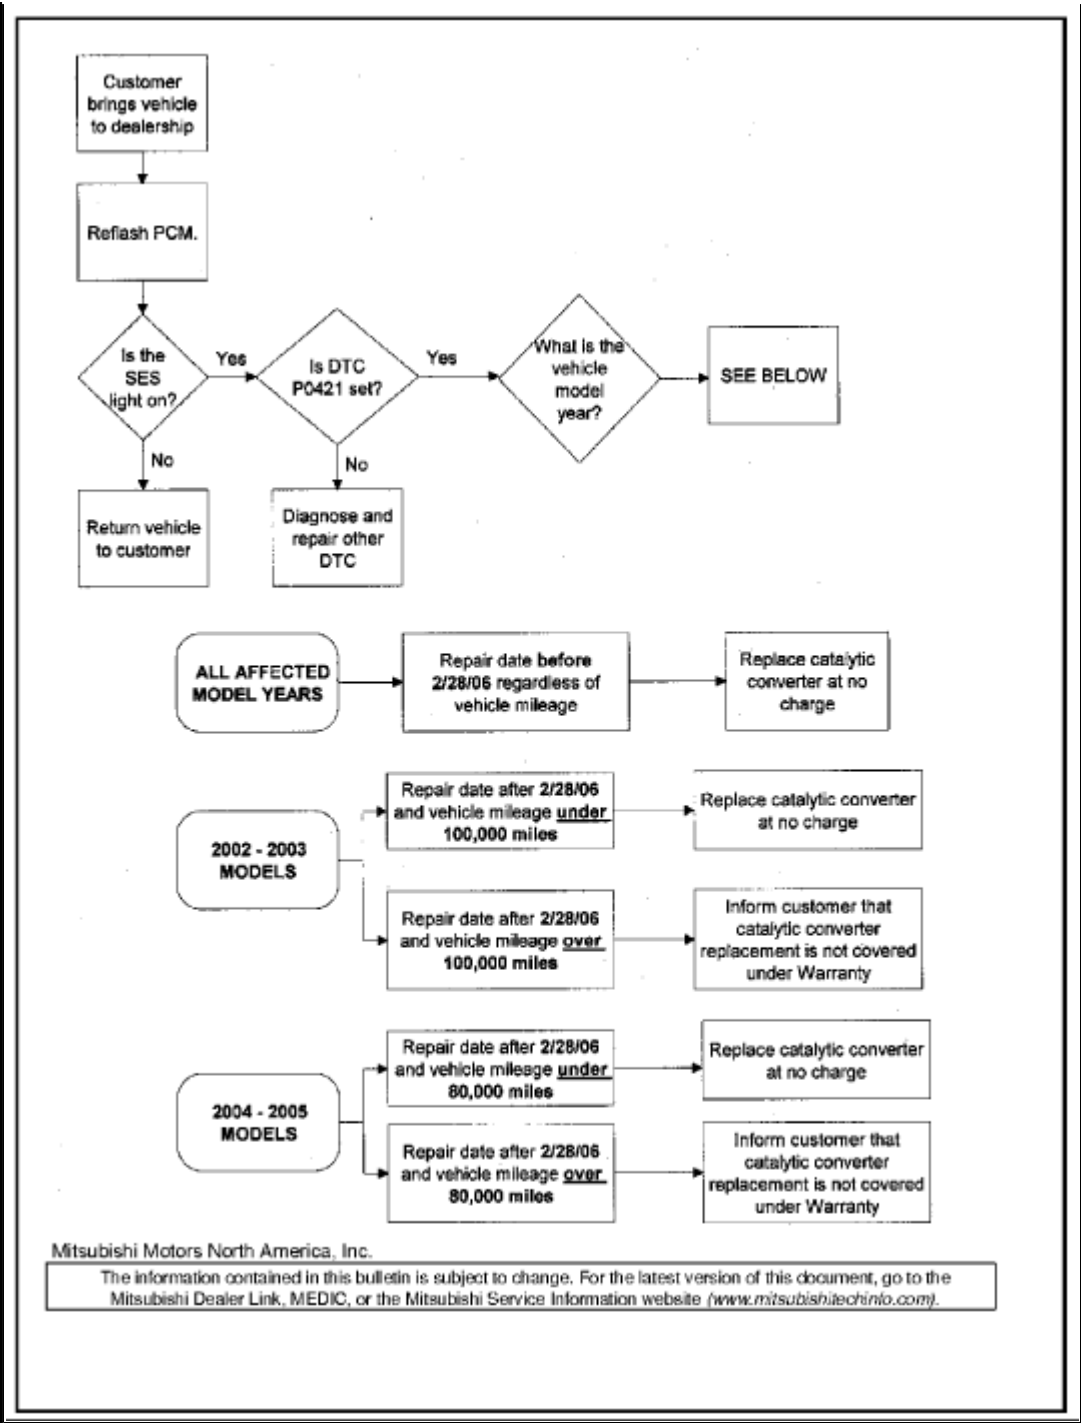 Customer
brings vehicle
to dealership
Reflash PCM.
Is the
SES
light on?
Yes
Is DTC
P0421 set?
Yes
What is the
vehicle
model
year?
SEE BELOW
No
No
Return vehicle
to customer
Diagnose and
repair other
DTC
ALL AFFECTED
MODEL YEARS
Repair date before
2/28/06 regardless of
vehicle mileage
Replace catalytic
converter at no
charge
2002 - 2003
MODELS
Repair date after 2/28/06
and vehicle mileage under
100,000 miles
Replace catalytic converter
at no charge
Repair date after 2/28/06
and vehicle mileage over
100,000 miles
Inform customer that
catalytic converter
replacement is not covered
under Warranty
2004 - 2005
MODELS
Repair date after 2/28/06
and vehicle mileage under
80,000 miles
Replace catalytic converter
at no charge
Repair date after 2/28/06
and vehicle mileage over
80,000 miles
Inform customer that
catalytic converter
replacement is not covered
under Warranty
Mitsubishi Motors North America, Inc.
The information contained in this bulletin is subject to change. For the latest version of this document, go to the
Mitsubishi Dealer Link, MEDIC, or the Mitsubishi Service Information website (www.mitsubishitechinfo.com).